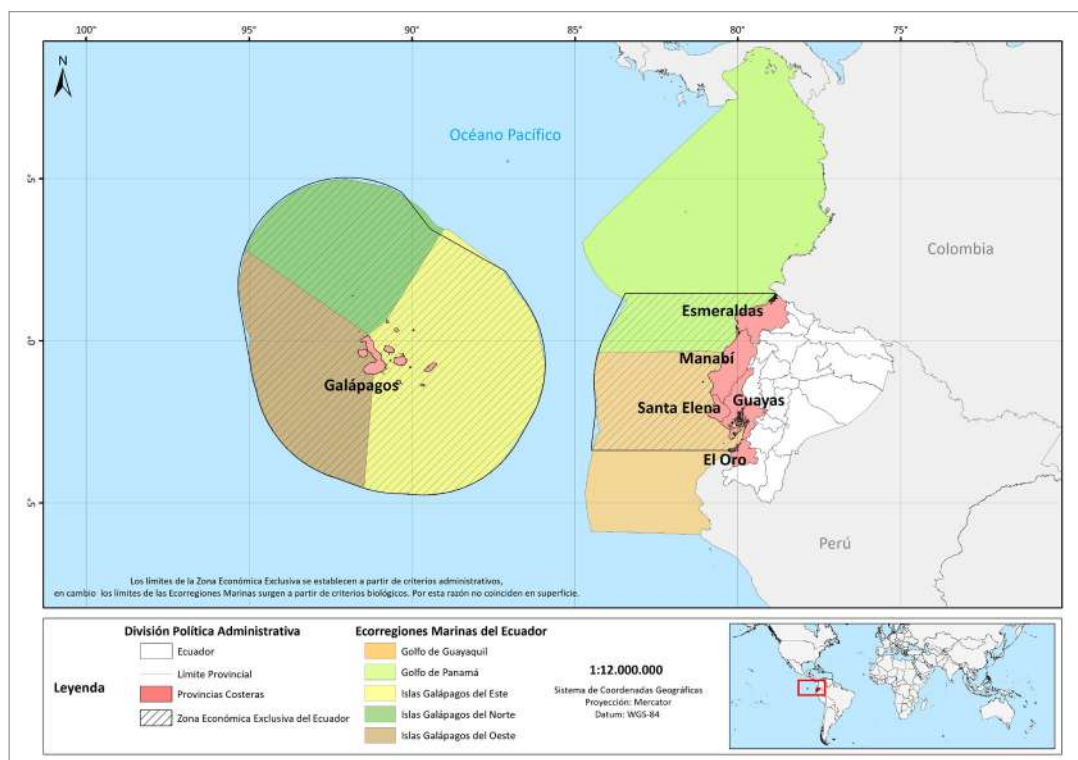 100°
95°
90°
85°
80°
75°
N
Océano Pacífico
5°
Colombia
Esmeraldas
0°
Manabí
Galápagos
Santa Elena
Guayas
El Oro
5°
Perú
Los límites de la Zona Económica Exclusiva se establecen a partir de criterios administrativos,
en cambio los límites de las Ecorregiones Marinas surgen a partir de criterios biológicos. Por esta razón no coinciden en superficie.
Leyenda
División Política Administrativa
Ecuador
Límite Provincial
Provincias Costeras
Zona Económica Exclusiva del Ecuador
Ecorregiones Marinas del Ecuador
Golfo de Guayaquil
Golfo de Panamá
Islas Galápagos del Este
Islas Galápagos del Norte
Islas Galápagos del Oeste
1:12.000.000
Sistema de Coordenadas Geográficas
Proyección: Mercator
Datum: WGS-84